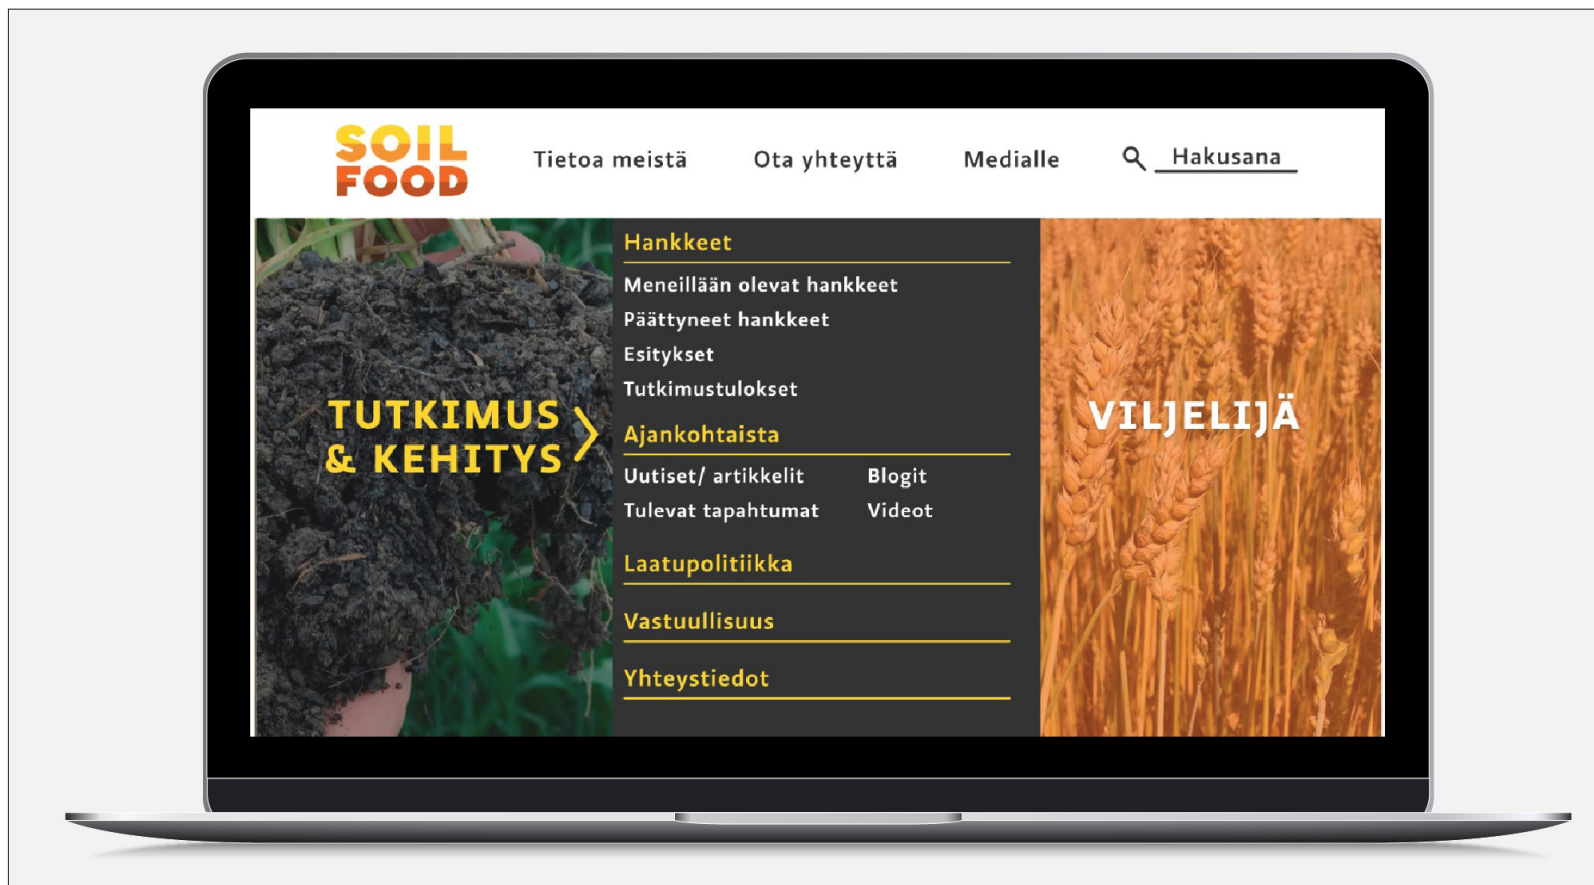 SOIL
FOOD
Tietoa meistä
Ota yhteyttä
Medialle
Hakusana
TUTKIMUS
& KEHITYS
Hankkeet
Meneillään olevat hankkeet
Päättyneet hankkeet
Esitykset
Tutkimustulokset
Ajankohtaista
Uutiset/ artikkelit
Blogit
Tulevat tapahtumat
Videot
Laatupolitiikka
Vastuullisuus
Yhteystiedot
VILJELIJÄ